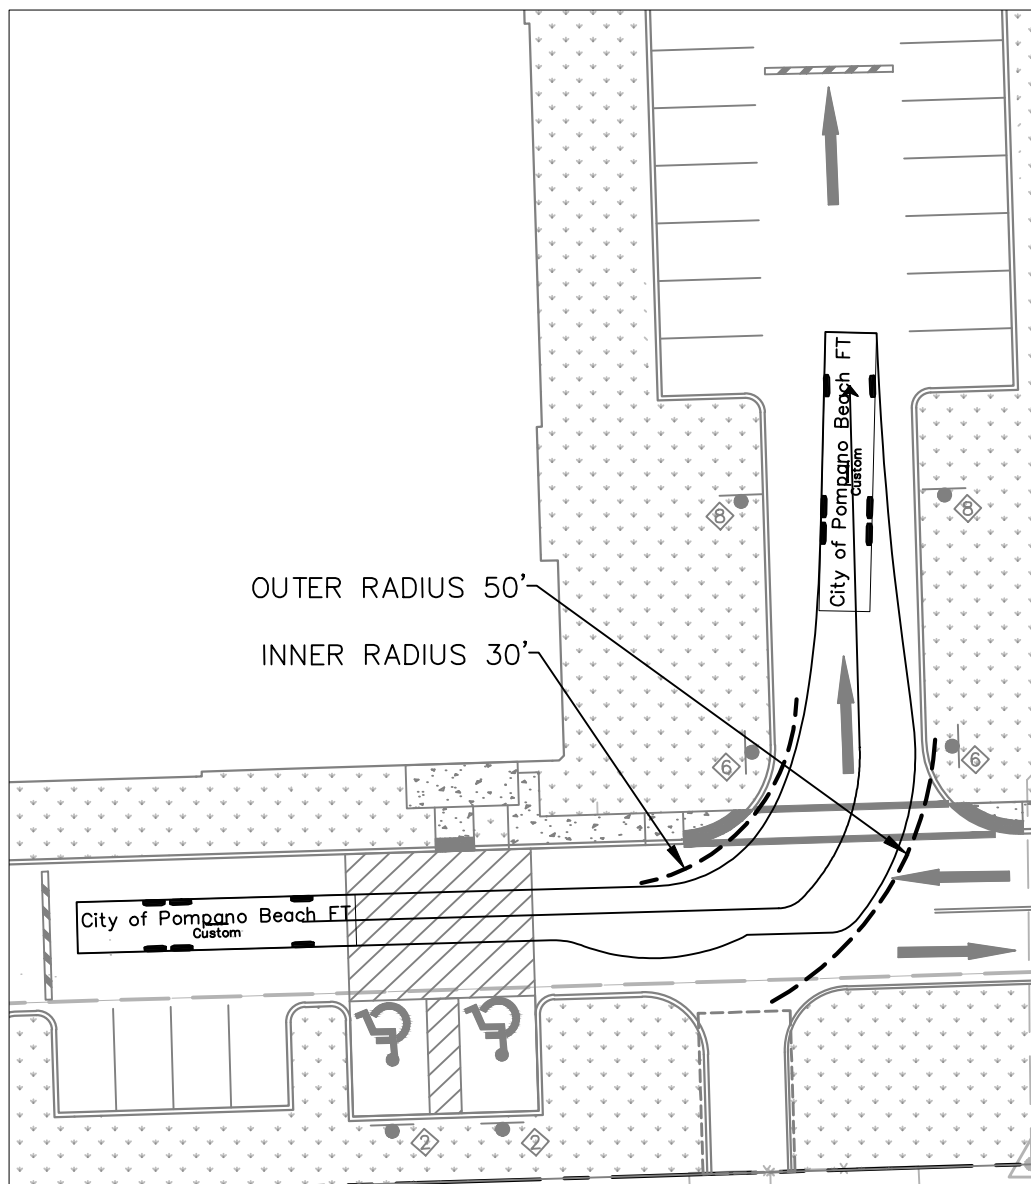 City of Pompano Beach FT
Custom
8
8
OUTER RADIUS 50'
INNER RADIUS 30'
6
6
City of Pompano Beach FT
Custom
2
2